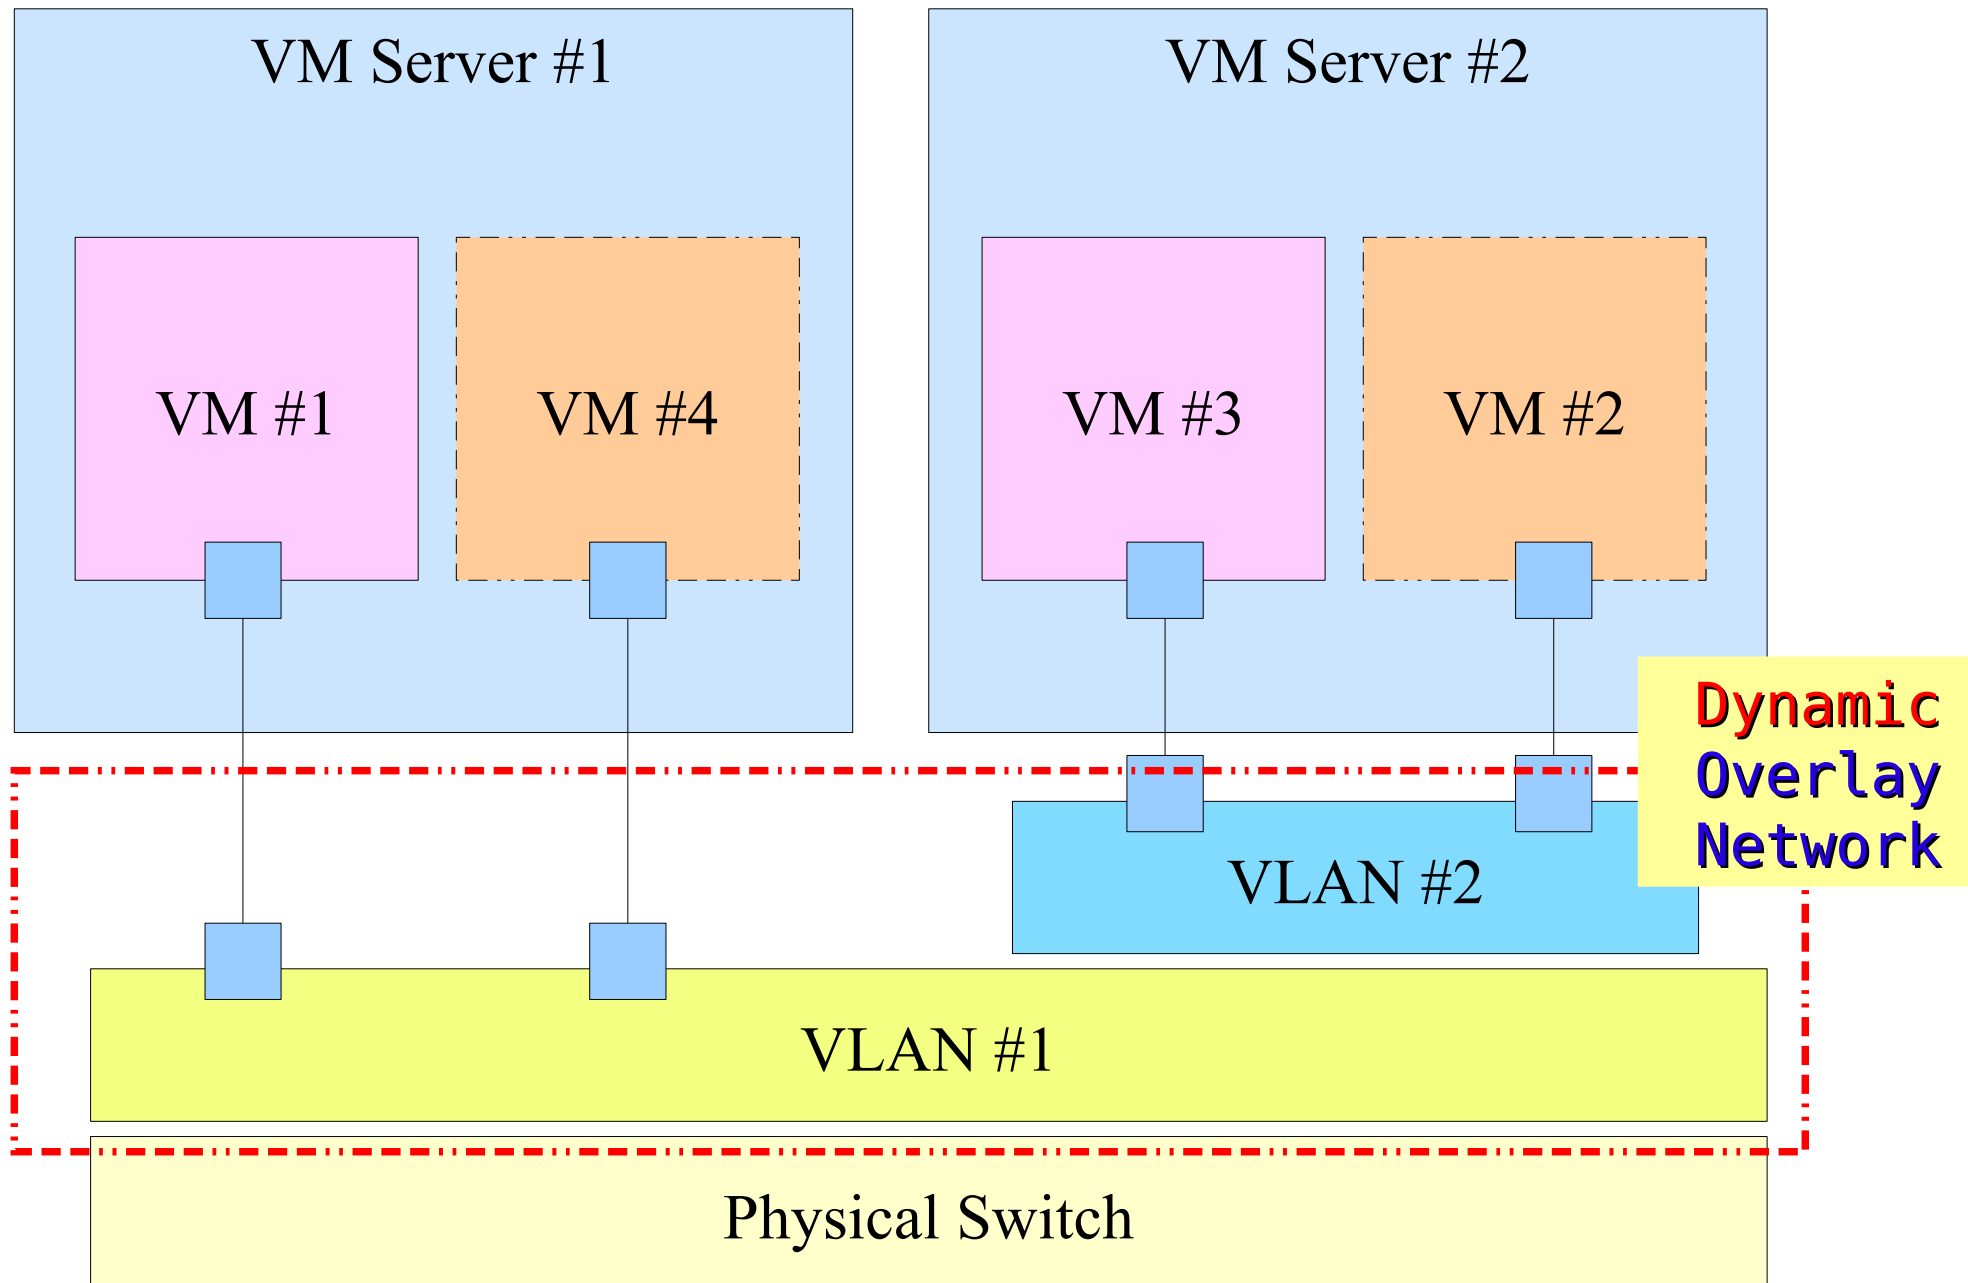 VM Server #1
VM Server #2
VM #1
VM #4
VM #3
VM #2
Dynamic
Overlay
Network
VLAN #2
VLAN #1
Physical Switch